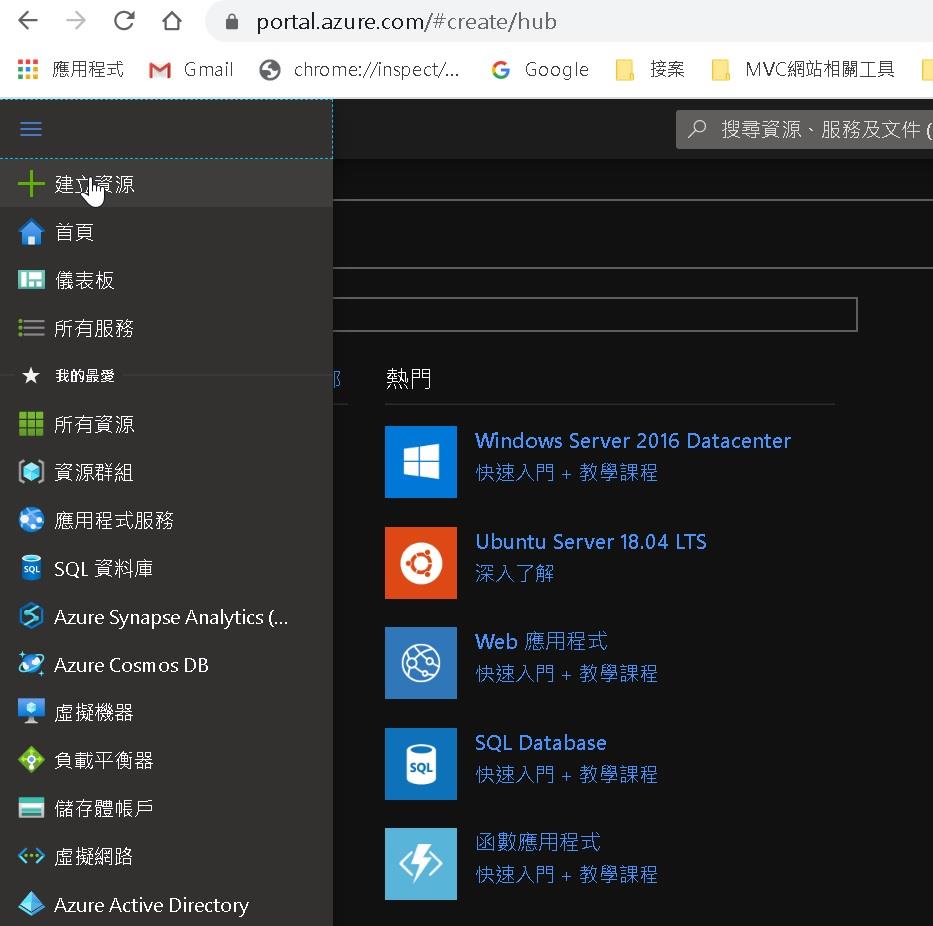 portal.azure.com/#create/hub
應用程式 Gmail chrome://inspect/... Google 接案 MVC網站相關工具
搜尋資源、服務及文件 (
建立資源
首頁
儀表板
所有服務
我的最愛
所有資源
資源群組
應用程式服務
SQL 資料庫
Azure Synapse Analytics (...
Azure Cosmos DB
虛擬機器
負載平衡器
儲存體帳戶
虛擬網路
Azure Active Directory
熱門
Windows Server 2016 Datacenter
快速入門 + 教學課程
Ubuntu Server 18.04 LTS
深入了解
Web 應用程式
快速入門 + 教學課程
SQL
SQL Database
快速入門 + 教學課程
函數應用程式
快速入門 + 教學課程